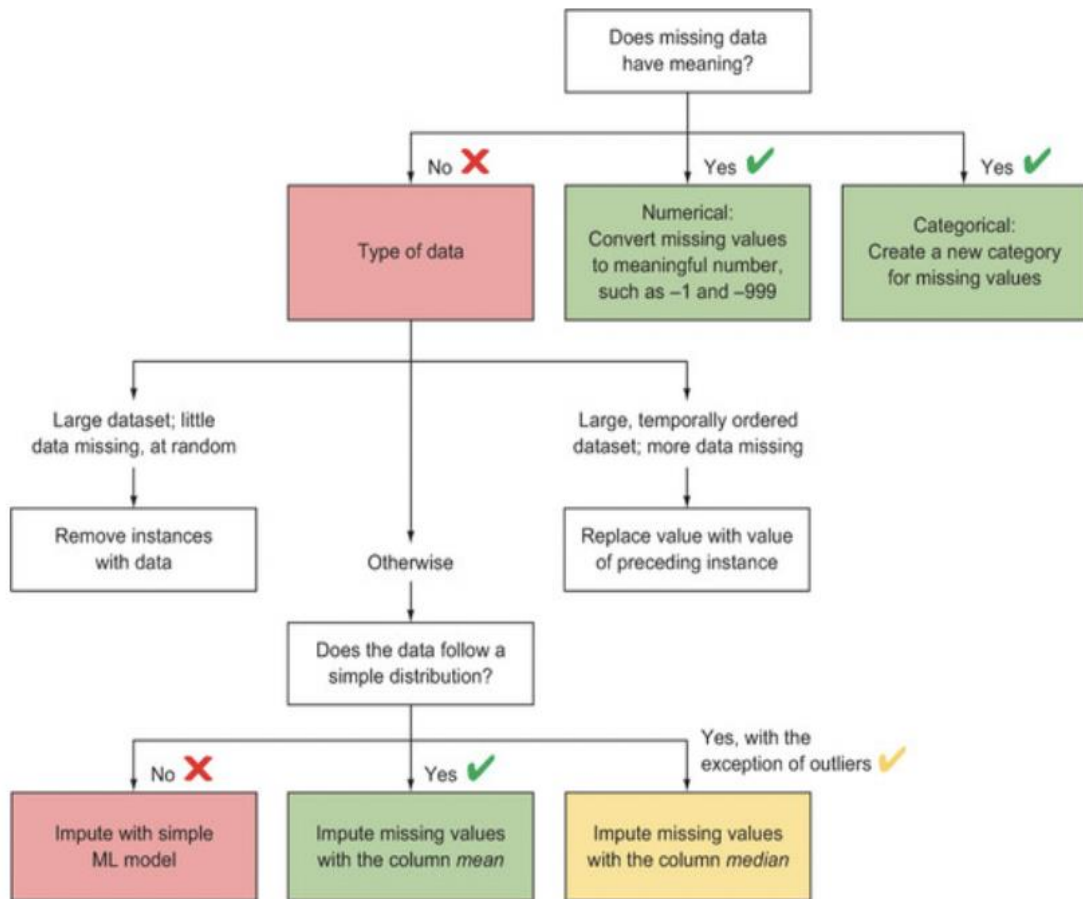 Does missing data
have meaning?
No
Yes
Yes
Type of data
Numerical:
Convert missing values
to meaningful number,
such as –1 and –999
Categorical:
Create a new category
for missing values
Large dataset; little
data missing, at random
Large, temporally ordered
dataset; more data missing
Remove instances
with data
Otherwise
Replace value with value
of preceding instance
Does the data follow a
simple distribution?
No
Yes
Yes, with the
exception of outliers
Impute with simple
ML model
Impute missing values
with the column mean
Impute missing values
with the column median